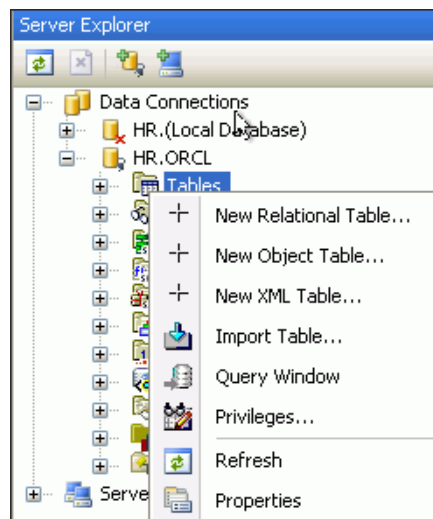 Server Explorer
Data Connections
HR.(Local Database)
HR.ORCL
Tables
New Relational Table...
New Object Table...
New XML Table...
Import Table...
Query Window
Privileges...
Refresh
Serve
Properties